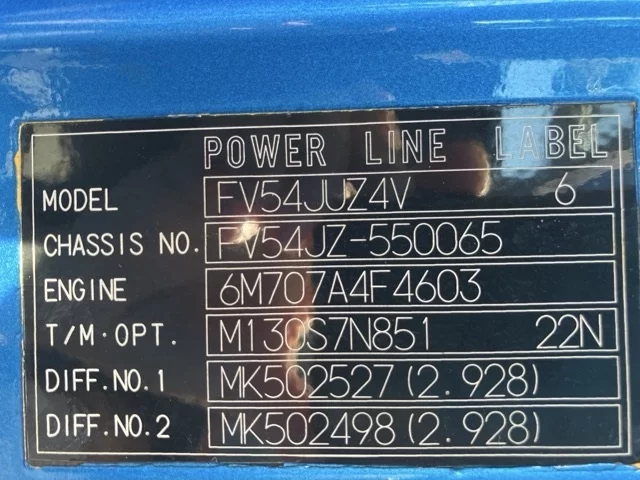 POWER LINE LABEL
MODEL FV54JUZ4V 6
CHASSIS NO. FV54JZ-550065
ENGINE 6M707A4F4603
T/M·OPT. M130S7N851 22N
DIFF.NO.1 MK502527(2.928)
DIFF.NO.2 MK502498(2.928)